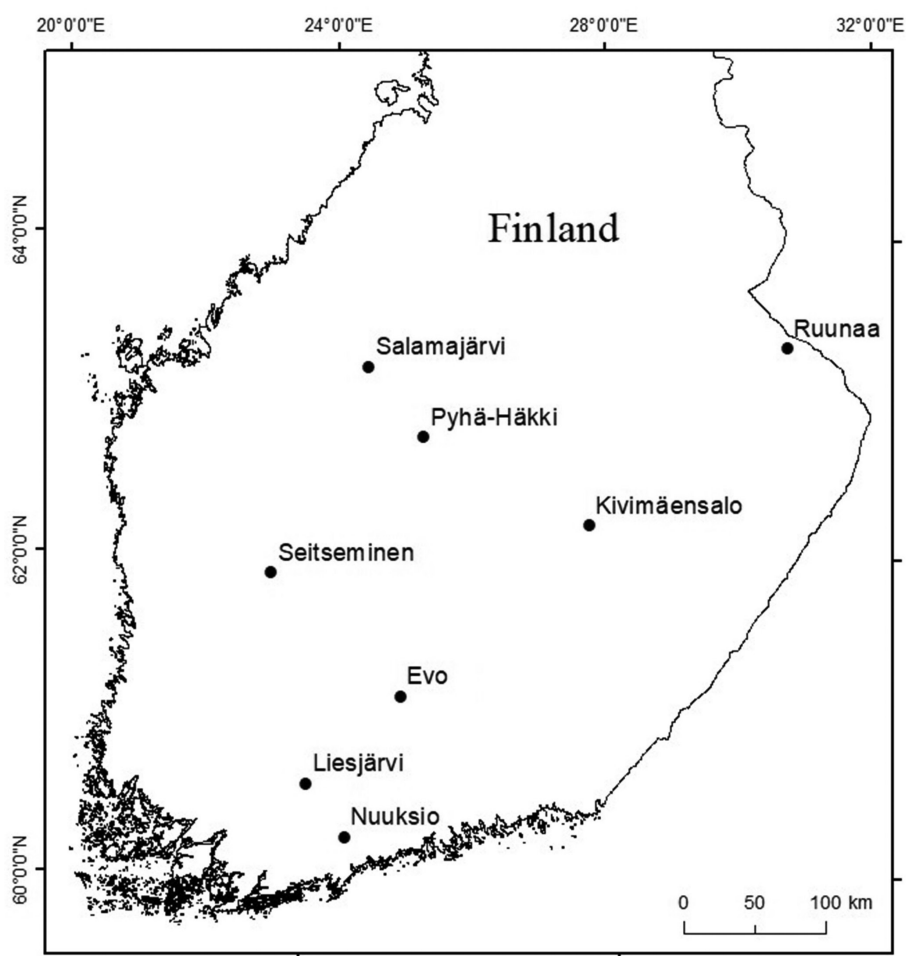 20°0'0"E 24°0'0"E 28°0'0"E 32°0'0"E
64°0'0"N
Finland
Ruunaa
Salamajärvi
Pyhä-Häkki
Kivimäensalo
62°0'0"N
Seitseminen
Evo
Liesjärvi
Nuuksio
60°0'0"N
0 50 100 km